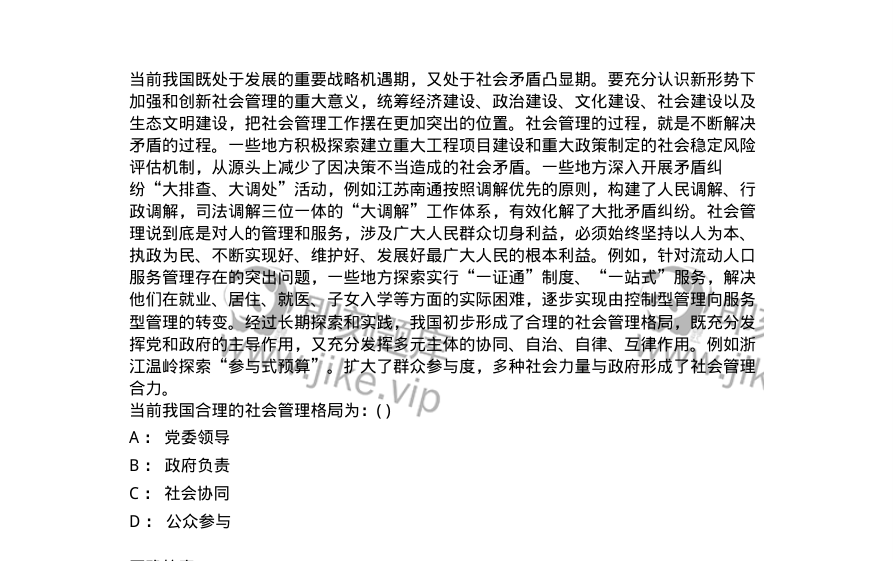 当前我国既处于发展的重要战略机遇期，又处于社会矛盾凸显期。要充分认识新形势下
加强和创新社会管理的重大意义，统筹经济建设、政治建设、文化建设、社会建设以及
生态文明建设，把社会管理工作摆在更加突出的位置。社会管理的过程，就是不断解决
矛盾的过程。一些地方积极探索建立重大工程项目建设和重大政策制定的社会稳定风险
评估机制，从源头上减少了因决策不当造成的社会矛盾。一些地方深入开展矛盾纠
纷“大排查、大调处”活动，例如江苏南通按照调解优先的原则，构建了人民调解、行
政调解，司法调解三位一体的“大调解”工作体系，有效化解了大批矛盾纠纷。社会管
理说到底是对人的管理和服务，涉及广大人民群众切身利益，必须始终坚持以人为本、
执政为民、不断实现好、维护好、发展好最广大人民的根本利益。例如，针对流动人口
服务管理存在的突出问题，一些地方探索实行“一证通”制度、“一站式”服务，解决
他们在就业、居住、就医、子女入学等方面的实际困难，逐步实现由控制型管理向服务
型管理的转变。经过长期探索和实践，我国初步形成了合理的社会管理格局，既充分发
挥党和政府的主导作用，又充分发挥多元主体的协同、自治、自律、互律作用。例如浙
江温岭探索“参与式预算”。扩大了群众参与度，多种社会力量与政府形成了社会管理
合力。
当前我国合理的社会管理格局为：( )
A： 党委领导
B： 政府负责
C： 社会协同
D： 公众参与
即刻题库
www.jike.vip